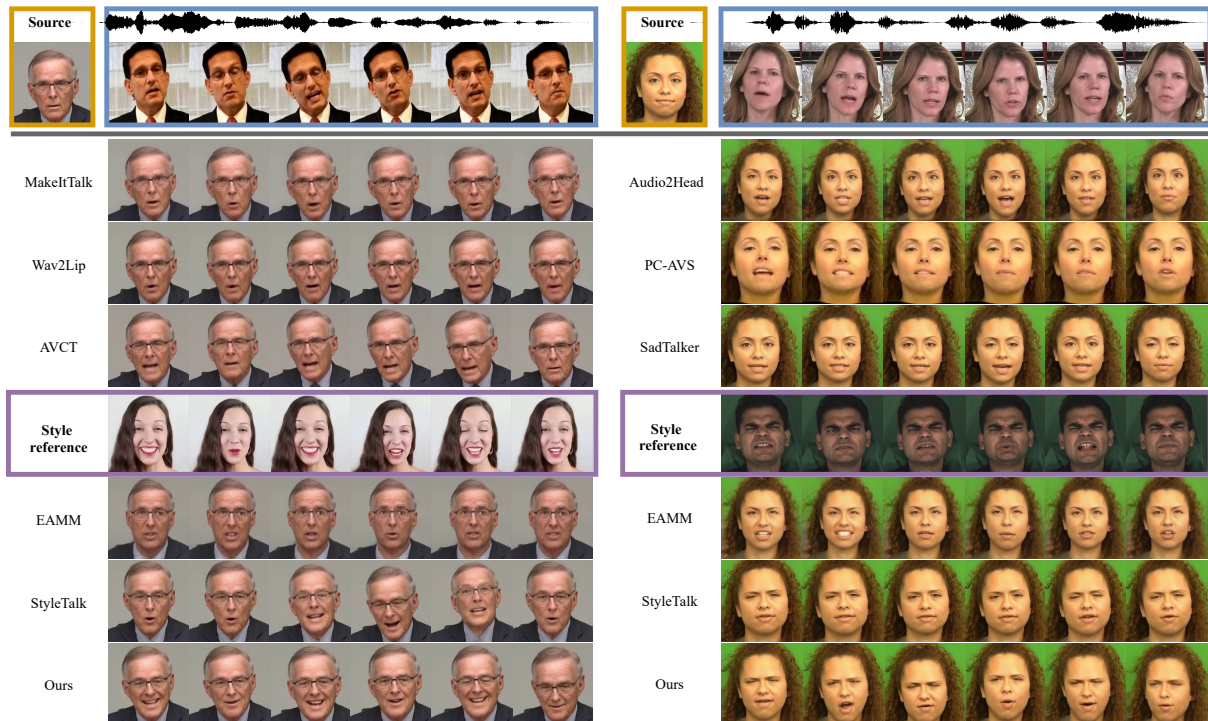 Source
Source
MakeItTalk
Audio2Head
Wav2Lip
PC-AVS
AVCT
SadTalker
Style
reference
Style
reference
EAMM
EAMM
StyleTalk
StyleTalk
Ours
Ours